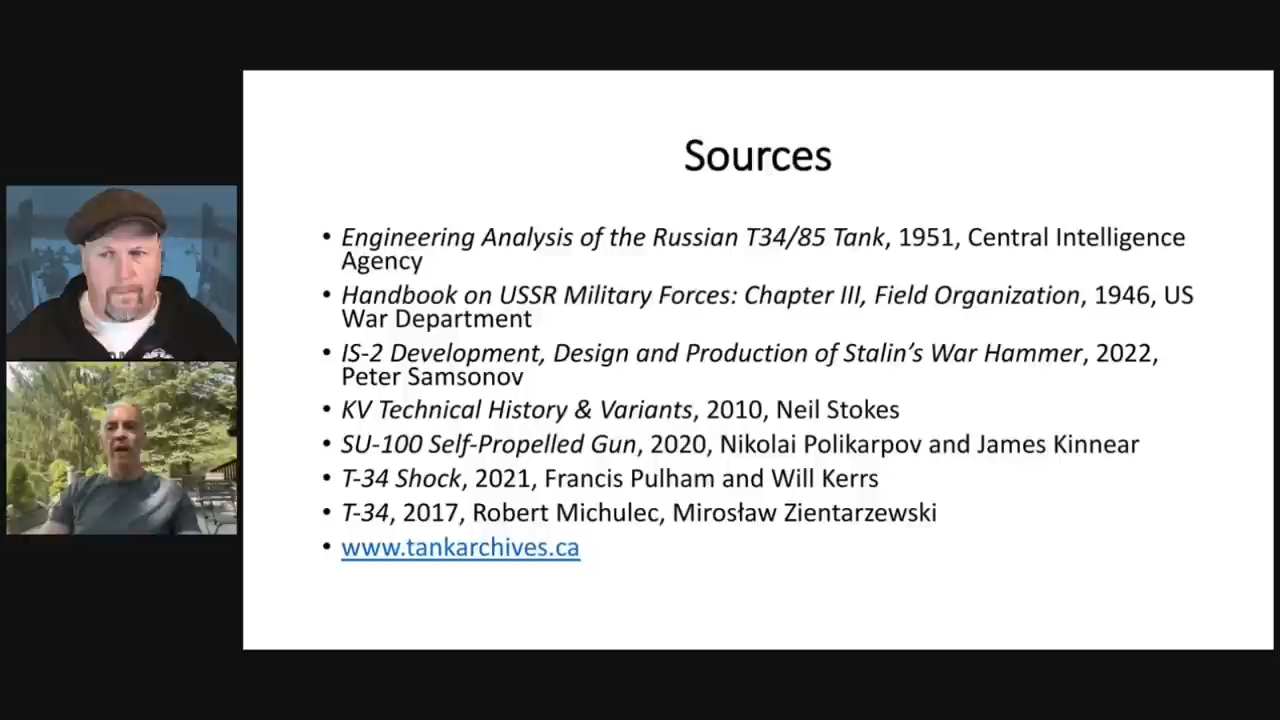 Sources
• Engineering Analysis of the Russian T34/85 Tank, 1951, Central Intelligence
Agency
• Handbook on USSR Military Forces: Chapter III, Field Organization, 1946, US
War Department
• IS-2 Development, Design and Production of Stalin’s War Hammer, 2022,
Peter Samsonov
• KV Technical History & Variants, 2010, Neil Stokes
• SU-100 Self-Propelled Gun, 2020, Nikolai Polikarpov and James Kinnear
• T-34 Shock, 2021, Francis Pulham and Will Kerrs
• T-34, 2017, Robert Michulec, Mirosław Zientarzewski
• www.tankarchives.ca